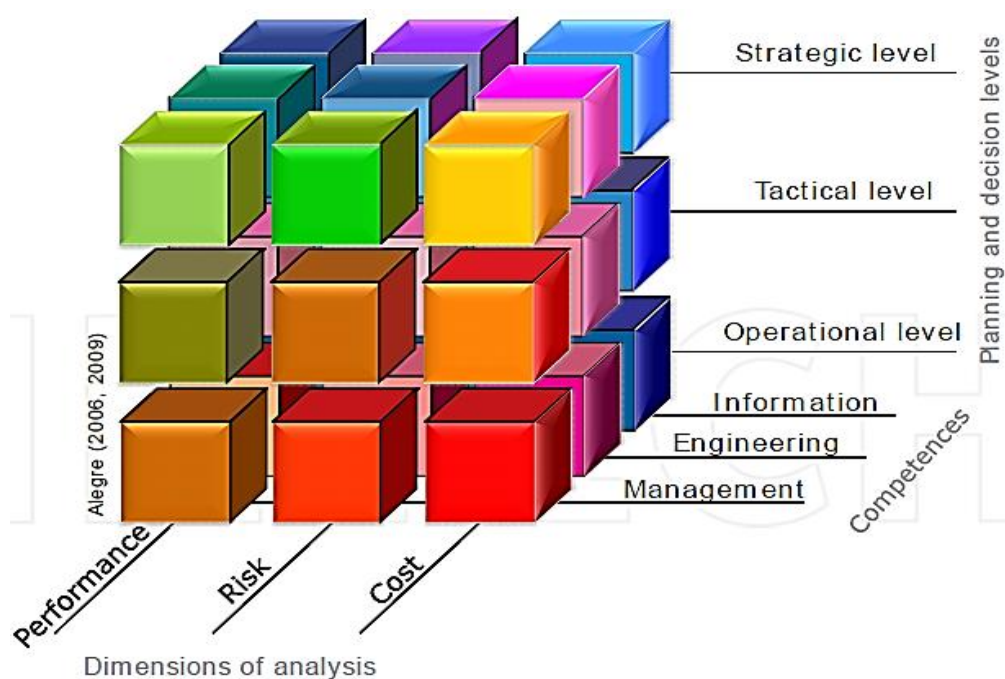 Strategic level
Tactical level
Operational level
Planning and decision levels
Information
Engineering
Management
Competences
Alegre (2006, 2009)
Performance
Risk
Cost
Dimensions of analysis